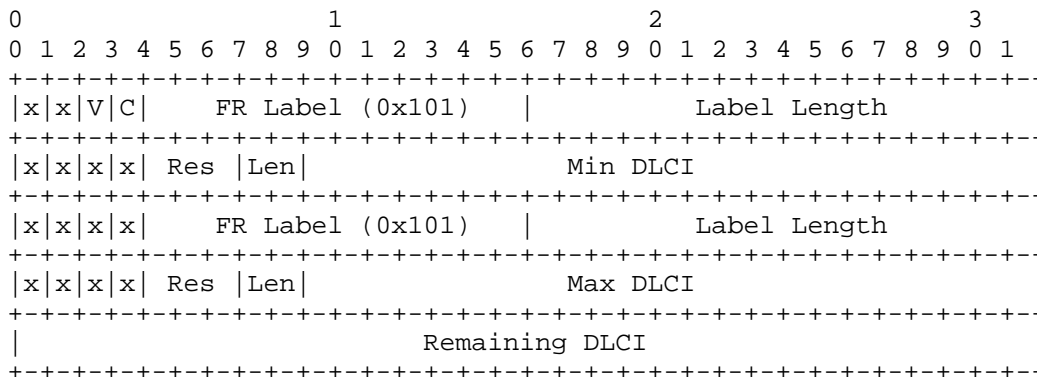 0                   1                   2                   3
0 1 2 3 4 5 6 7 8 9 0 1 2 3 4 5 6 7 8 9 0 1 2 3 4 5 6 7 8 9 0 1
+-+-+-+-+-+-+-+-+-+-+-+-+-+-+-+-+-+-+-+-+-+-+-+-+-+-+-+-+-+-+-+--
|x|x|V|C|    FR Label (0x101)   |          Label Length
+-+-+-+-+-+-+-+-+-+-+-+-+-+-+-+-+-+-+-+-+-+-+-+-+-+-+-+-+-+-+-+--
|x|x|x|x| Res |Len|                Min DLCI
+-+-+-+-+-+-+-+-+-+-+-+-+-+-+-+-+-+-+-+-+-+-+-+-+-+-+-+-+-+-+-+--
|x|x|x|x|    FR Label (0x101)   |          Label Length
+-+-+-+-+-+-+-+-+-+-+-+-+-+-+-+-+-+-+-+-+-+-+-+-+-+-+-+-+-+-+-+--
|x|x|x|x| Res |Len|                Max DLCI
+-+-+-+-+-+-+-+-+-+-+-+-+-+-+-+-+-+-+-+-+-+-+-+-+-+-+-+-+-+-+-+--
|                         Remaining DLCI
+-+-+-+-+-+-+-+-+-+-+-+-+-+-+-+-+-+-+-+-+-+-+-+-+-+-+-+-+-+-+-+--